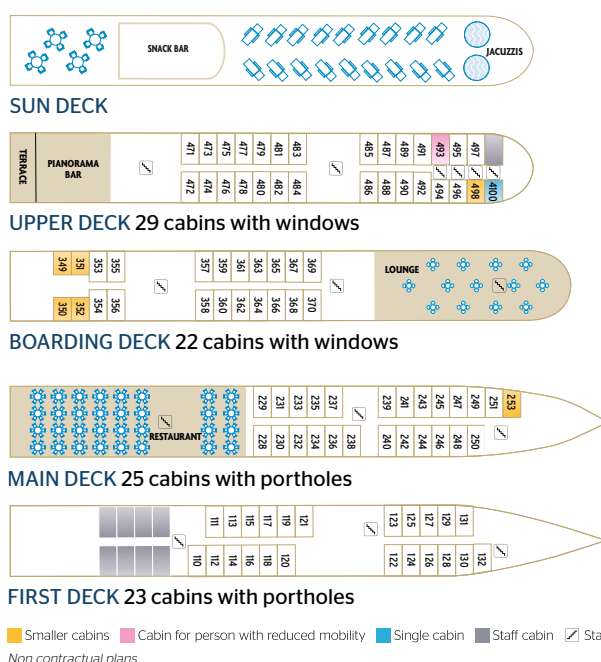 SNACK BAR
JACUZZIS
SUN DECK
TERRACE
PIANORAMA
BAR
471 473 475 477 479 481 483 485 487 489 491 493 495 497
472 474 476 478 480 482 484 486 488 490 492 494 496 498 4100
UPPER DECK 29 cabins with windows
349 351 353 355 357 359 361 363 365 367 369
LOUNGE
350 352 354 356 358 360 362 364 366 368 370
BOARDING DECK 22 cabins with windows
229 231 233 235 237 239 241 243 245 247 249 251 253
RESTAURANT
228 230 232 234 236 238 240 242 244 246 248 250
MAIN DECK 25 cabins with portholes
111 113 115 117 119 121 123 125 127 129 131
110 112 114 116 118 120 122 124 126 128 130 132
FIRST DECK 23 cabins with portholes
Smaller cabins Cabin for person with reduced mobility Single cabin Staff cabin Sta
Non contractual plans